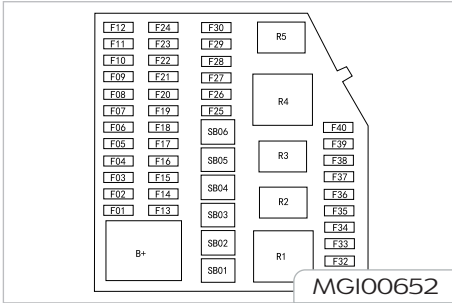 F12 F24 F30 R5
F11 F23 F29
F10 F22 F28
F09 F21 F27
F08 F20 F26 R4
F07 F19 F25
F06 F18 SB06 F40
F05 F17 F39
F04 F16 SB05 R3 F38
F03 F15 F37
F02 F14 SB04 F36
F01 F13 SB03 R2 F35
F34
B+ SB02 R1 F33
F32
SB01
MGI00652